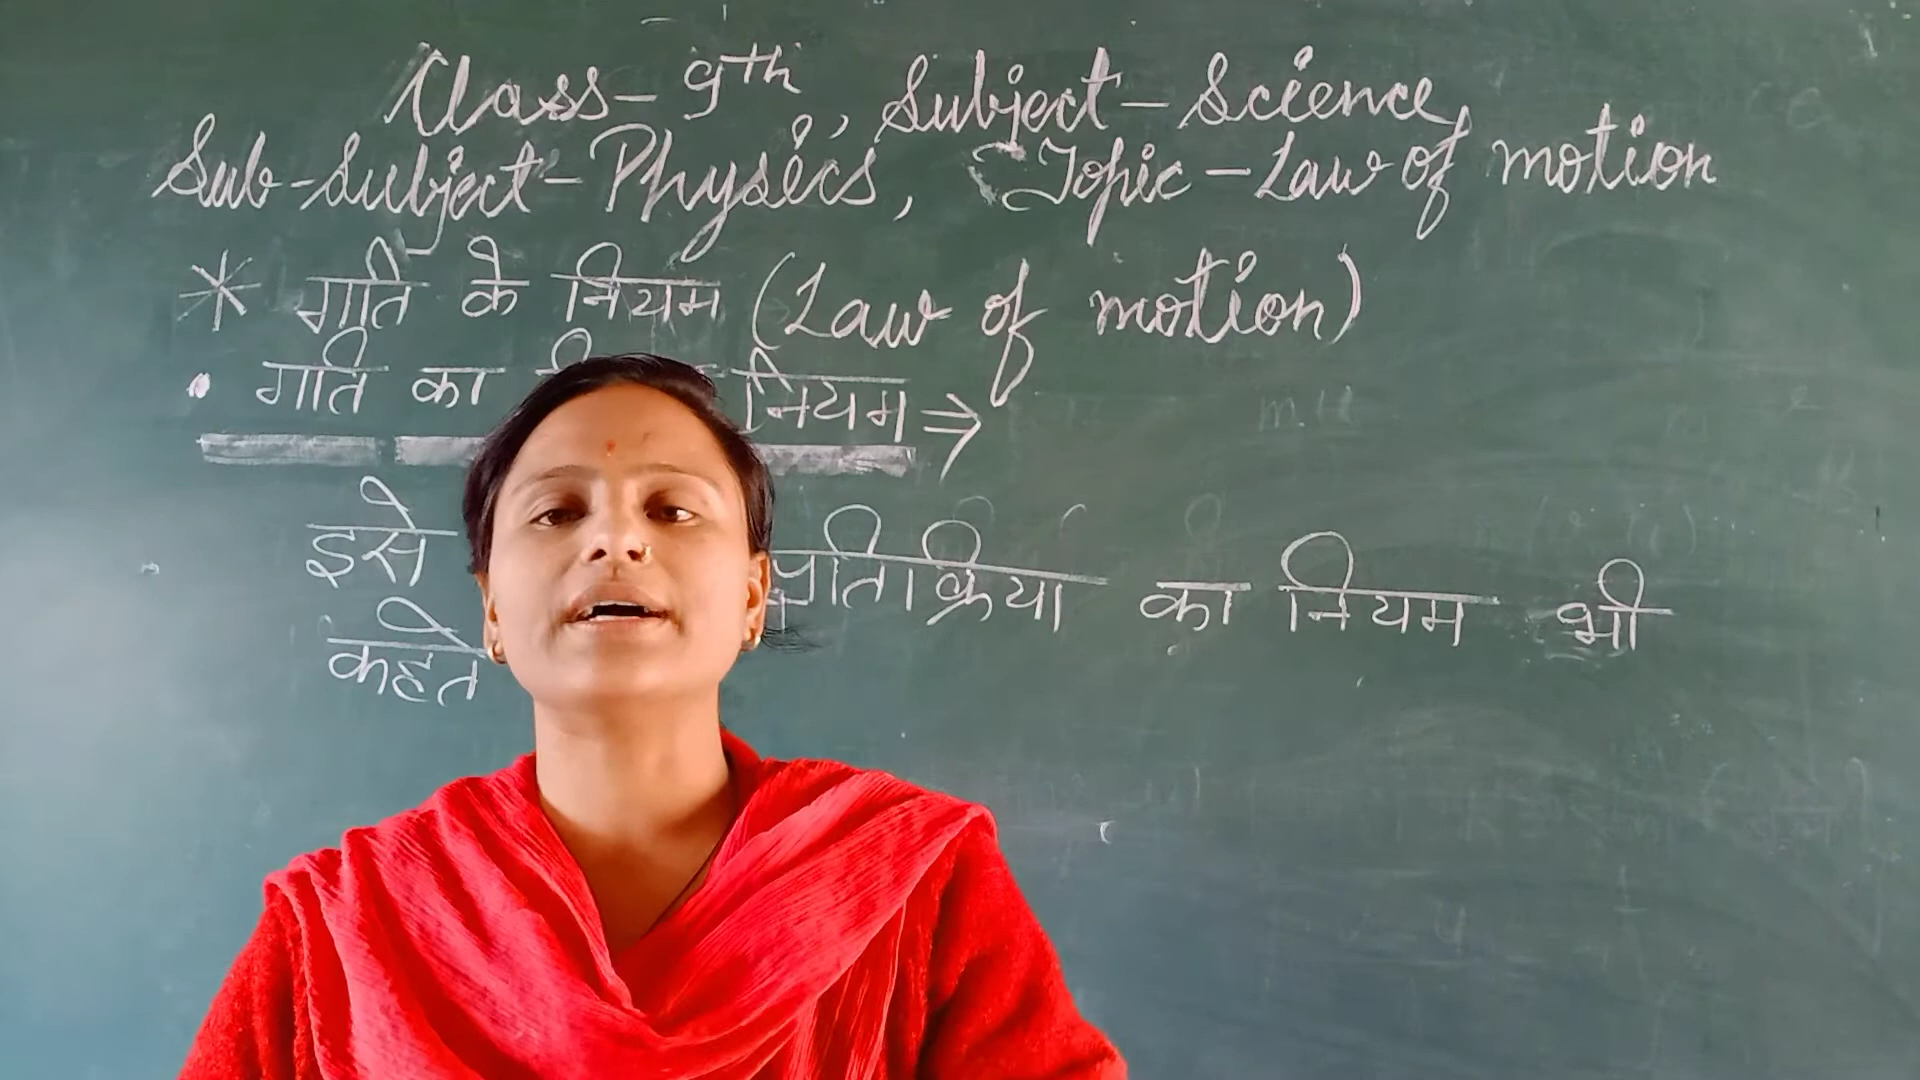 Class - 9th, Subject - Science,
Sub-Subject - Physics, Topic - Law of motion
* गति के नियम (Law of motion)
• गति का नियम ⇒
इसे प्रतिक्रिया का नियम भी
कहते